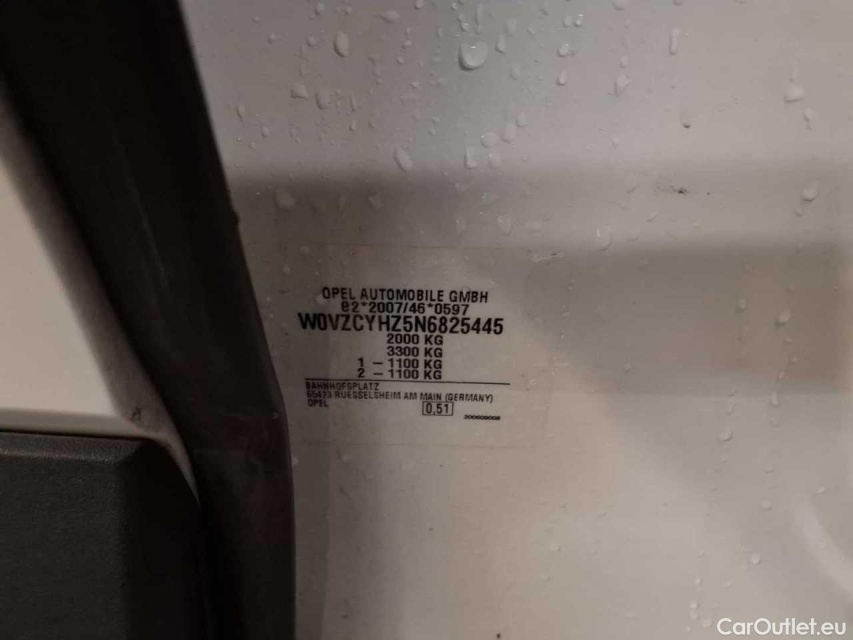 OPEL AUTOMOBILE GMBH
e2*2007/46*0597
W0VZCYHZ5N6825445
2000 KG
3300 KG
1 - 1100 KG
2 - 1100 KG
BAHNHOFSPLATZ
65423 RUESSELSHEIM AM MAIN (GERMANY)
OPEL 0.51
CarOutlet.eu